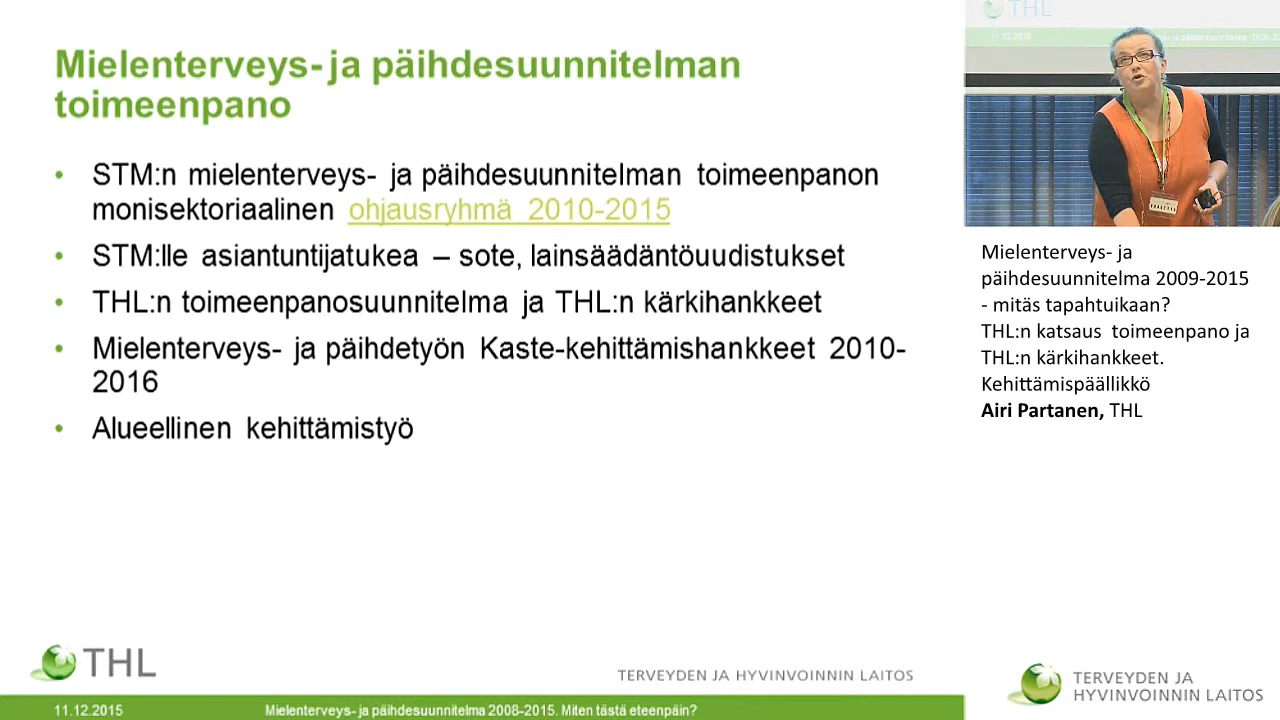 Mielenterveys- ja päihdesuunnitelman
toimeenpano
• STM:n mielenterveys- ja päihdesuunnitelman toimeenpanon
monisektoriaalinen ohjausryhmä 2010-2015
• STM:lle asiantuntijatukea – sote, lainsäädäntöuudistukset
• THL:n toimeenpanosuunnitelma ja THL:n kärkihankkeet
• Mielenterveys- ja päihdetyön Kaste-kehittämishankkeet 2010-
2016
• Alueellinen kehittämistyö
THL
TERVEYDEN JA HYVINVOINNIN LAITOS
11.12.2015
Mielenterveys- ja päihdesuunnitelma 2008-2015. Miten tästä eteenpäin?
THL
Mielenterveys- ja
päihdesuunnitelma 2009-2015
- mitäs tapahtuikaan?
THL:n katsaus toimeenpano ja
THL:n kärkihankkeet.
Kehittämispäällikkö
Airi Partanen, THL
TERVEYDEN JA
HYVINVOINNIN LAITOS